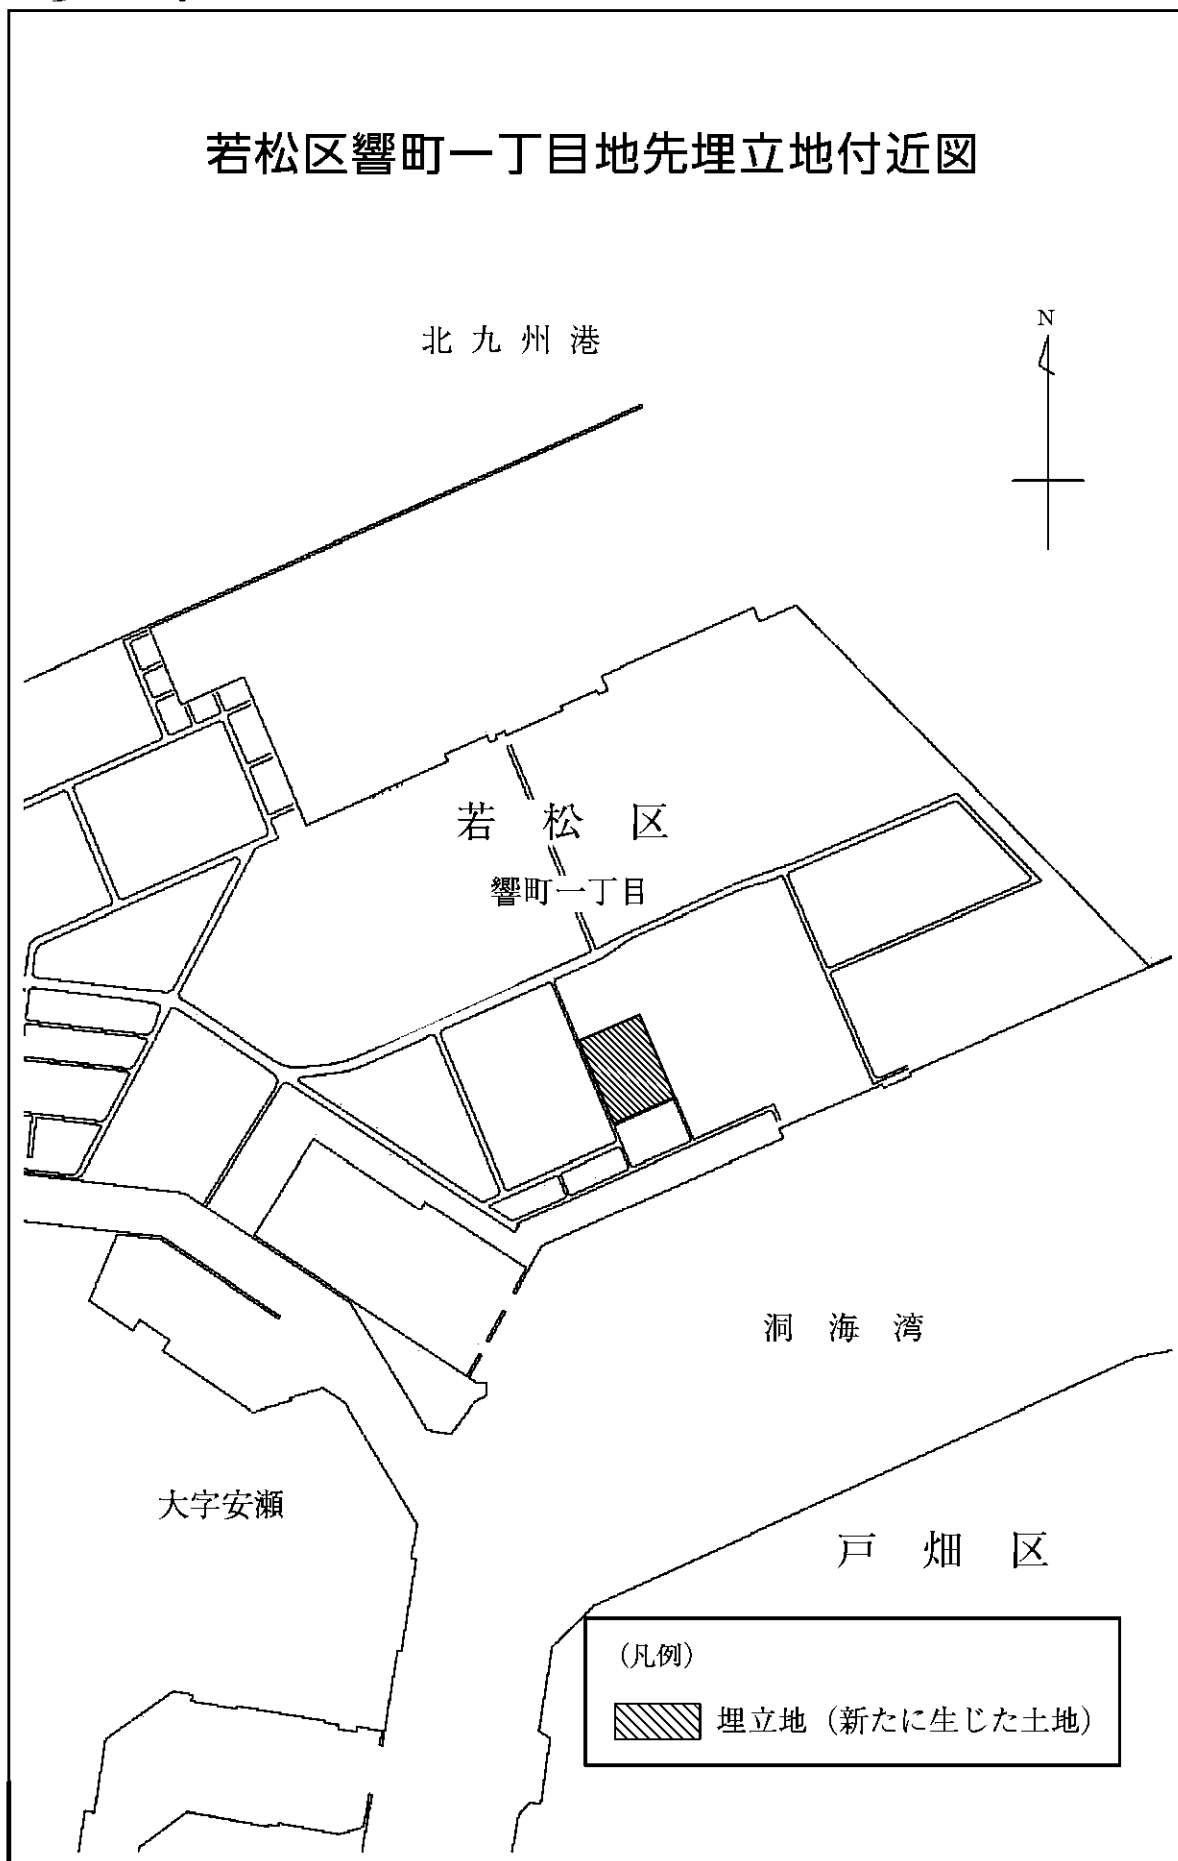 若松区響町一丁目地先埋立地付近図
北九州港
N
若松区
響町一丁目
洞海湾
大字安瀬
戸畑区
（凡例）
埋立地（新たに生じた土地）